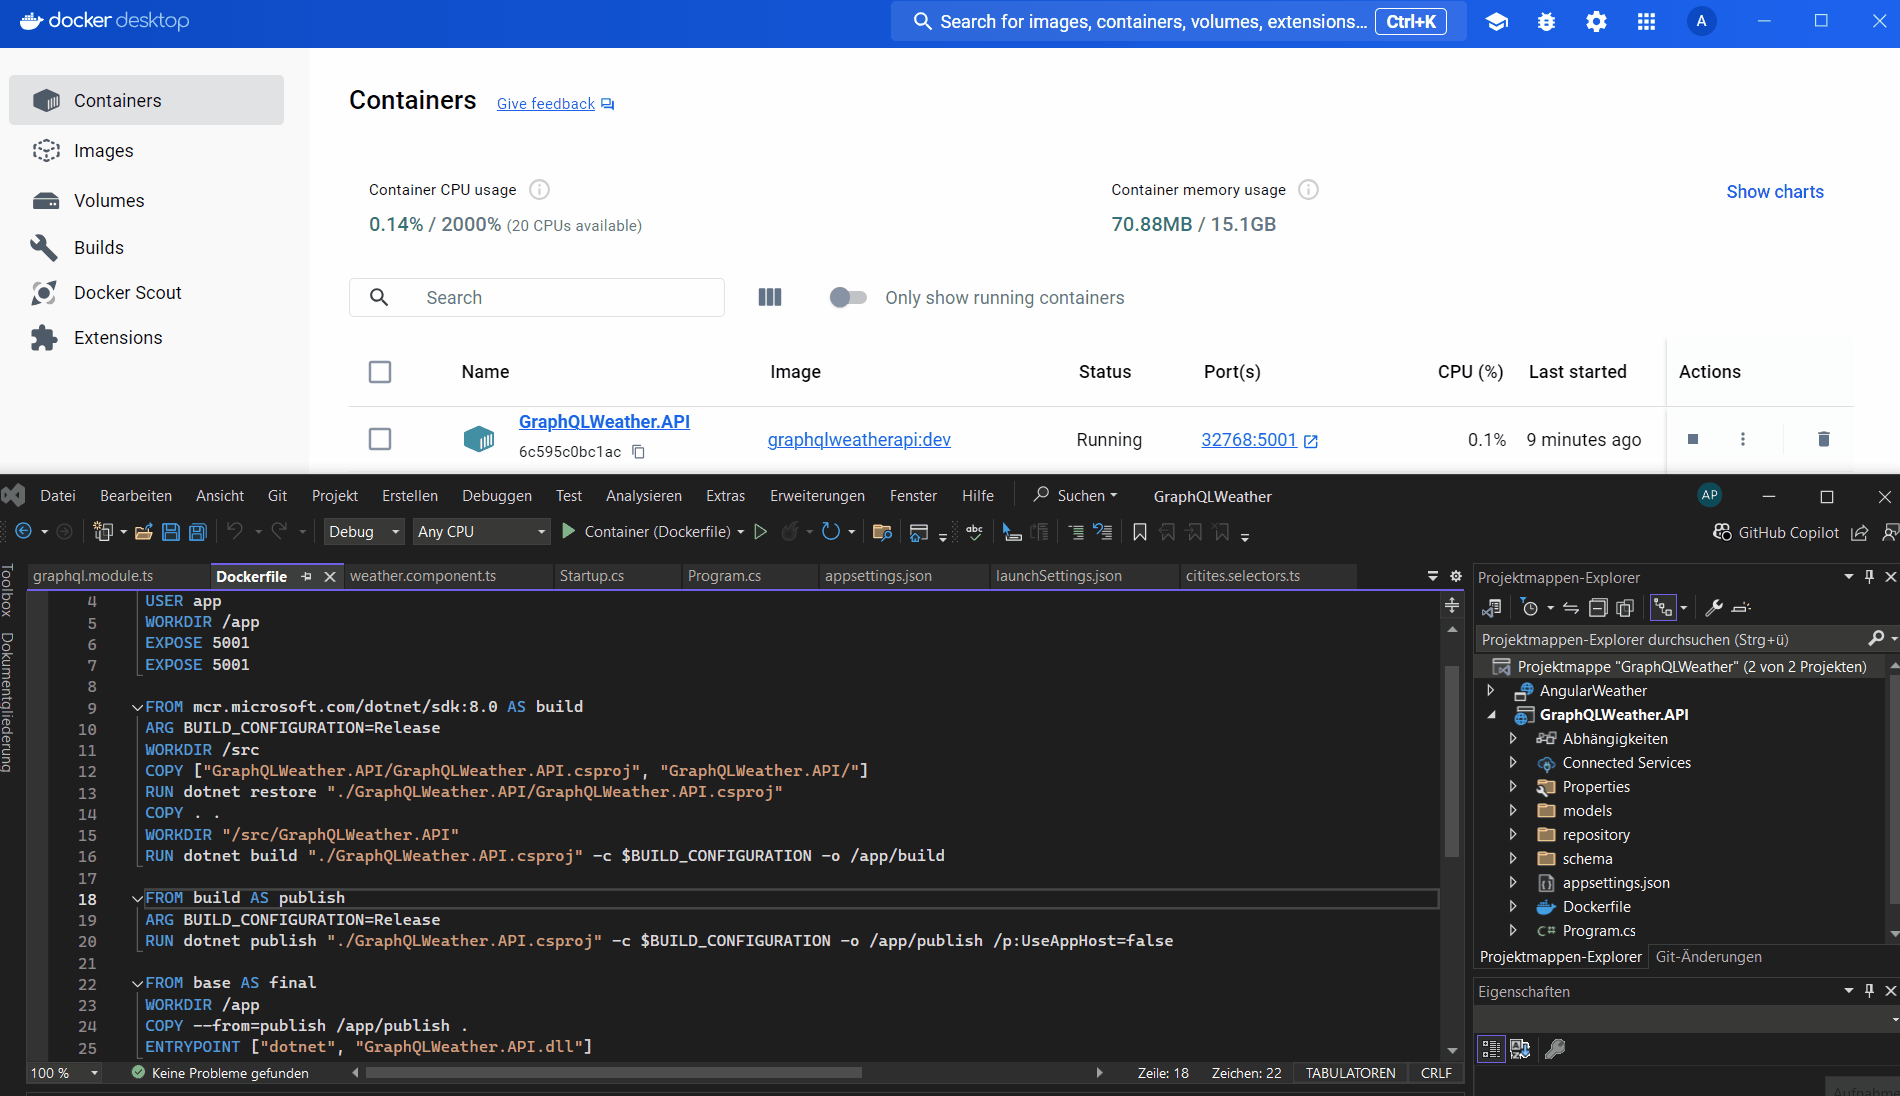 docker desktop
Search for images, containers, volumes, extensions... Ctrl+K
A
Containers
Images
Volumes
Builds
Docker Scout
Extensions
Containers Give feedback
Container CPU usage
0.14% / 2000% (20 CPUs available)
Container memory usage
70.88MB / 15.1GB
Show charts
Search
Only show running containers
Name Image Status Port(s) CPU (%) Last started Actions
GraphQLWeather.API
6c595c0bc1ac
graphqlweatherapi:dev Running 32768:5001 0.1% 9 minutes ago
Datei Bearbeiten Ansicht Git Projekt Erstellen Debuggen Test Analysieren Extras Erweiterungen Fenster Hilfe Suchen GraphQLWeather AP
Debug Any CPU Container (Dockerfile) abc GitHub Copilot
Toolbox
Dokumentgliederung
graphql.module.ts Dockerfile weather.component.ts Startup.cs Program.cs appsettings.json launchSettings.json citites.selectors.ts
4 USER app
5 WORKDIR /app
6 EXPOSE 5001
7 EXPOSE 5001
8
9 FROM mcr.microsoft.com/dotnet/sdk:8.0 AS build
10 ARG BUILD_CONFIGURATION=Release
11 WORKDIR /src
12 COPY ["GraphQLWeather.API/GraphQLWeather.API.csproj", "GraphQLWeather.API/"]
13 RUN dotnet restore "./GraphQLWeather.API/GraphQLWeather.API.csproj"
14 COPY . .
15 WORKDIR "/src/GraphQLWeather.API"
16 RUN dotnet build "./GraphQLWeather.API.csproj" -c $BUILD_CONFIGURATION -o /app/build
17
18 FROM build AS publish
19 ARG BUILD_CONFIGURATION=Release
20 RUN dotnet publish "./GraphQLWeather.API.csproj" -c $BUILD_CONFIGURATION -o /app/publish /p:UseAppHost=false
21
22 FROM base AS final
23 WORKDIR /app
24 COPY --from=publish /app/publish .
25 ENTRYPOINT ["dotnet", "GraphQLWeather.API.dll"]
100 % Keine Probleme gefunden Zeile: 18 Zeichen: 22 TABULATOREN CRLF
Projektmappen-Explorer
Projektmappen-Explorer durchsuchen (Strg+ü)
Projektmappe "GraphQLWeather" (2 von 2 Projekten)
AngularWeather
GraphQLWeather.API
Abhängigkeiten
Connected Services
Properties
models
repository
schema
appsettings.json
Dockerfile
C# Program.cs
Projektmappen-Explorer Git-Änderungen
Eigenschaften